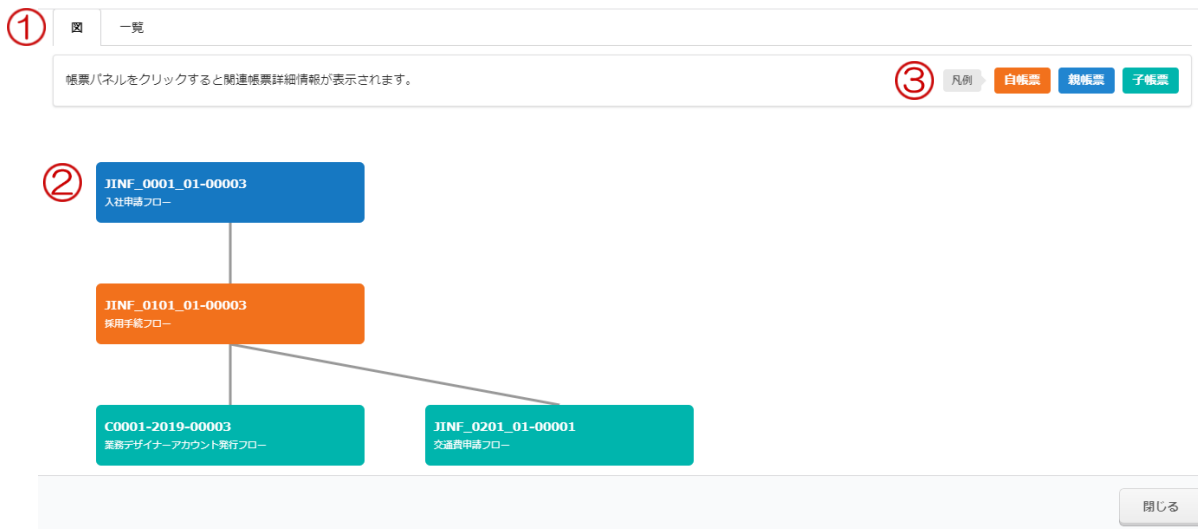 ① 図 一覧
帳票パネルをクリックすると関連帳票詳細情報が表示されます。 ③ 凡例 自帳票 親帳票 子帳票
② JINF_0001_01-00003
入社申請フロー
JINF_0101_01-00003
採用手続フロー
C0001-2019-00003 JINF_0201_01-00001
業務デザイナーアカウント発行フロー 交通費申請フロー
閉じる